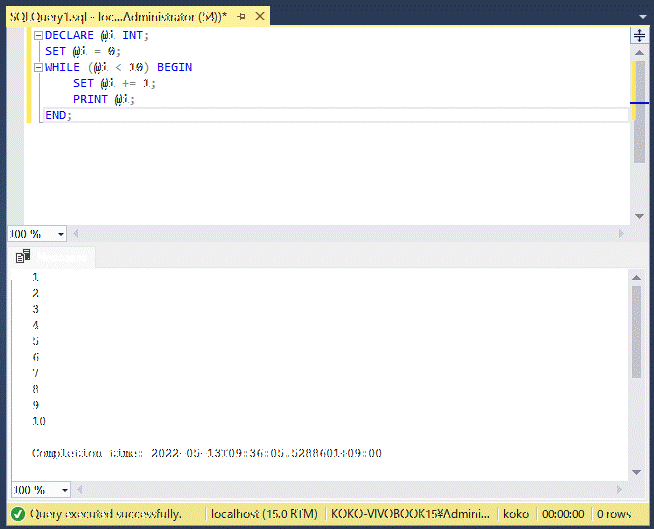 SQLQuery1.sql - loc...Administrator (54))*
DECLARE @i INT;
SET @i = 0;
WHILE (@i < 10) BEGIN
SET @i += 1;
PRINT @i;
END;
100 %
Messages
1
2
3
4
5
6
7
8
9
10
Completion time: 2022-05-13T09:36:05.5288601+09:00
100 %
Query executed successfully.
localhost (15.0 RTM)
KOKO-VIVOBOOK15¥Admini...
koko
00:00:00
0 rows